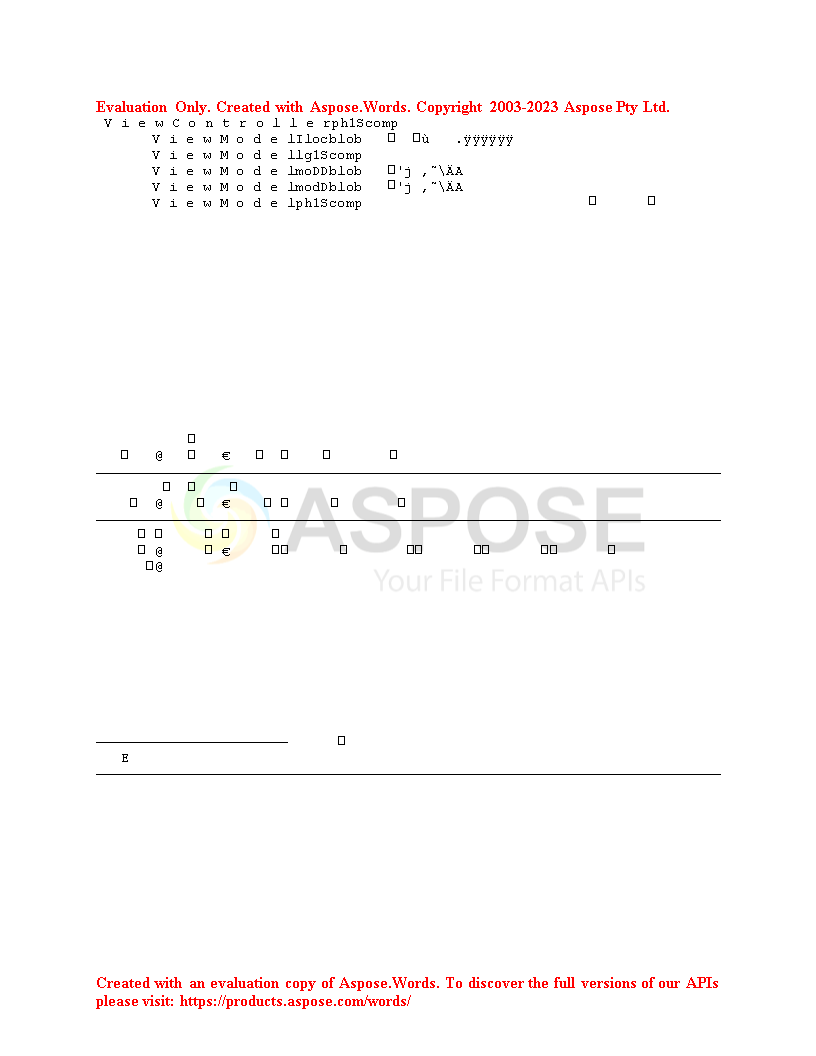 Evaluation Only. Created with Aspose.Words. Copyright 2003-2023 Aspose Pty Ltd.
V i e w C o n t r o l l e rph1Scomp
V i e w M o d e lIlocblob □ □ù .ÿÿÿÿÿÿ
V i e w M o d e llg1Scomp
V i e w M o d e lmoDDblob □'j ,˜\ÄA
V i e w M o d e lmodDblob □'j ,˜\ÄA
V i e w M o d e lph1Scomp □ □
□
□ @ □ € □ □ □ □
□ □ □
□ @ □ € □ □ □ □
ASPOSE
□ □ □ □ □
□ @ □ € □□ □ □□ □□ □□ □
□@
Your File Format APIs
□
E
Created with an evaluation copy of Aspose.Words. To discover the full versions of our APIs
please visit: https://products.aspose.com/words/